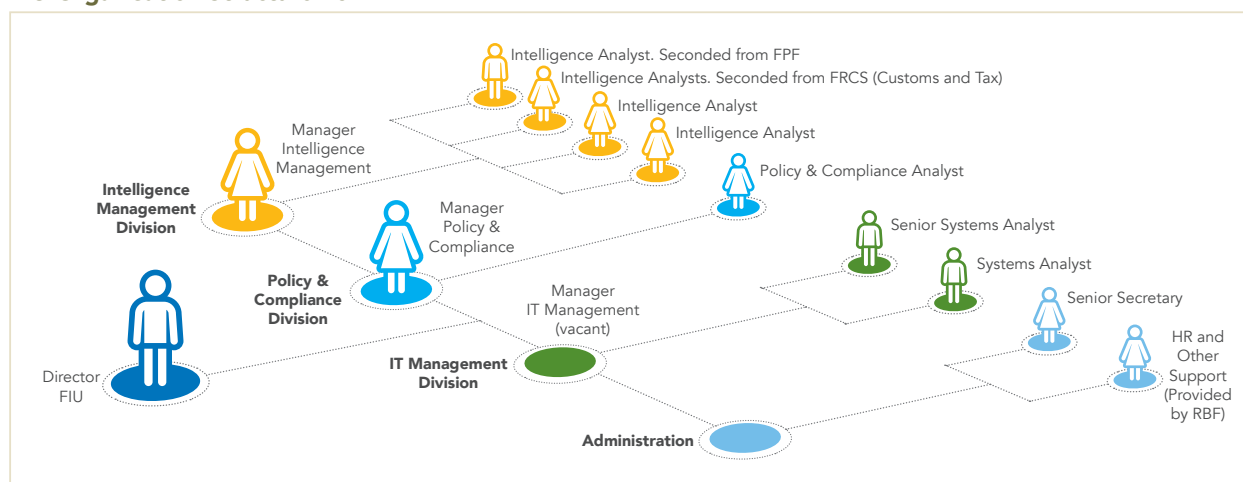 Intelligence Analyst. Seconded from FPF
Intelligence Analysts. Seconded from FRCS (Customs and Tax)
Intelligence Analyst
Intelligence Analyst
Manager
Intelligence
Management
Intelligence
Management
Division
Policy & Compliance Analyst
Manager
Policy &
Compliance
Policy &
Compliance
Division
Senior Systems Analyst
Systems Analyst
Manager
IT Management
(vacant)
IT Management
Division
Director
FIU
Senior Secretary
HR and
Other
Support
(Provided
by RBF)
Administration